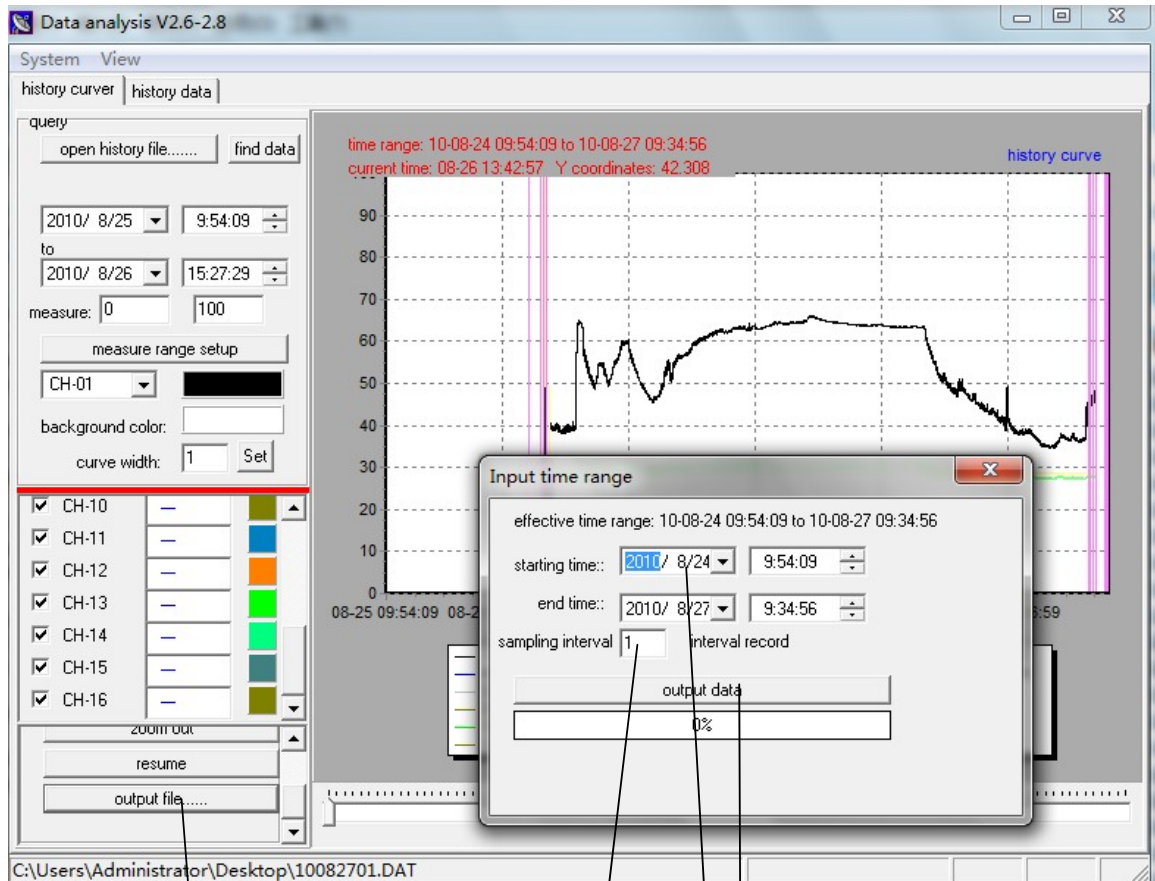 Data analysis V2.6-2.8
System View
history curver
history data
query
open history file.......
find data
2010/ 8/25
9:54:09
to
2010/ 8/26
15:27:29
measure:
0
100
measure range setup
CH-01
background color:
curve width:
1
Set
CH-10
—
CH-11
—
CH-12
—
CH-13
—
CH-14
—
CH-15
—
CH-16
—
zoom out
resume
output file......
time range: 10-08-24 09:54:09 to 10-08-27 09:34:56
current time: 08-26 13:42:57 Y coordinates: 42.308
history curve
100
90
80
70
60
50
40
30
20
10
0
08-25 09:54:09
Input time range
effective time range: 10-08-24 09:54:09 to 10-08-27 09:34:56
starting time::
2010/ 8/24
9:54:09
end time::
2010/ 8/27
9:34:56
sampling interval
1
interval record
output data
0%
C:\Users\Administrator\Desktop\10082701.DAT